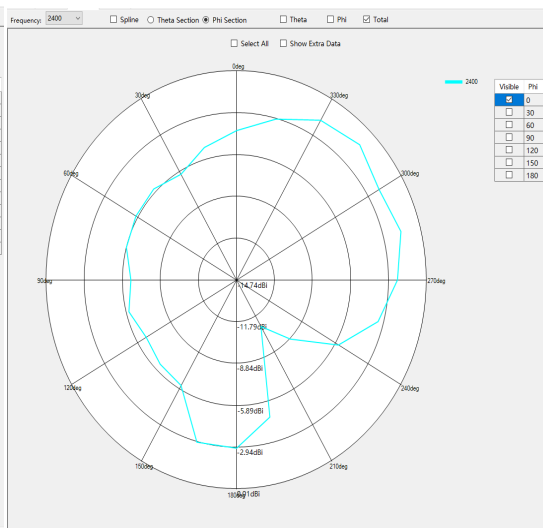 Frequency: 2400 Spline Theta Section Phi Section Theta Phi Total
Select All Show Extra Data
0deg
2400
30deg
330deg
Visible Phi
0
30
60
90
120
150
180
60deg
300deg
90deg
-14.74dBi
270deg
-11.79dBi
-8.84dBi
120deg
240deg
-5.89dBi
-2.94dBi
150deg
210deg
180deg